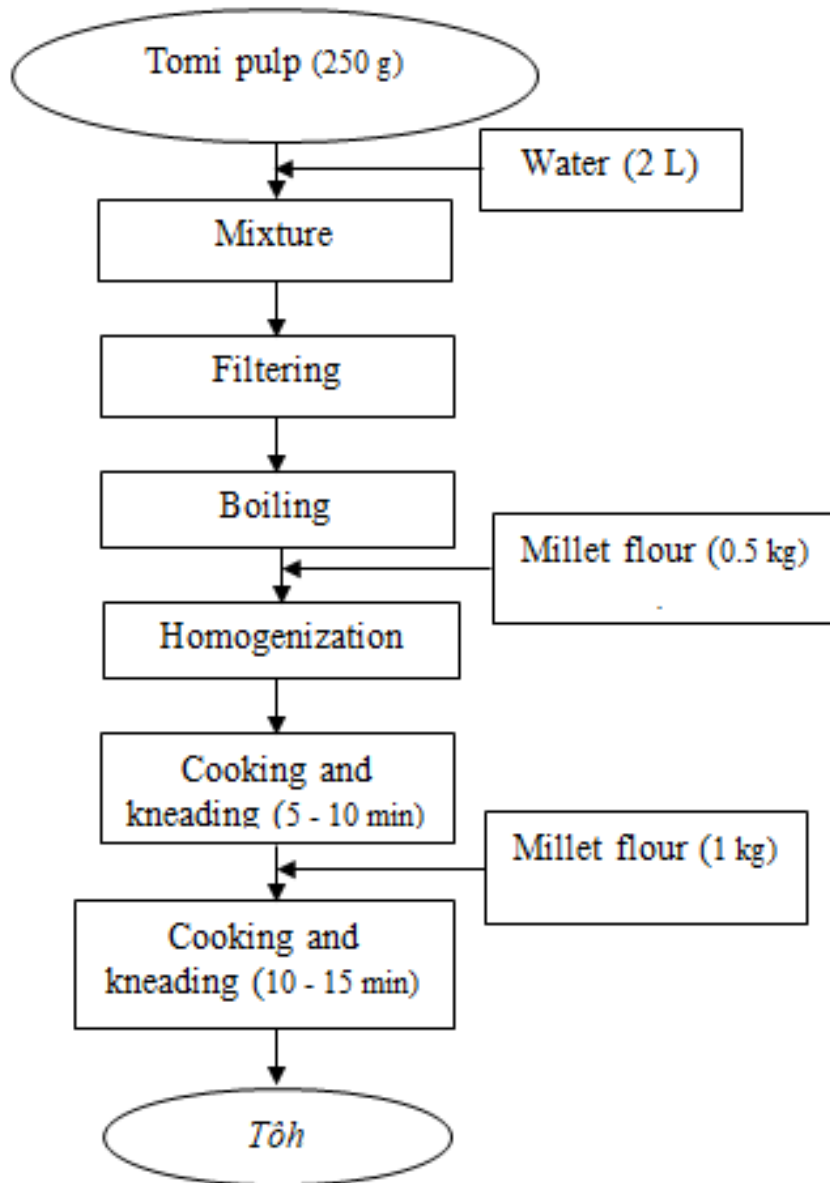 Tomi pulp (250 g)
Water (2 L)
Mixture
Filtering
Boiling
Millet flour (0.5 kg)
Homogenization
Cooking and
kneading (5 - 10 min)
Millet flour (1 kg)
Cooking and
kneading (10 - 15 min)
Tôh